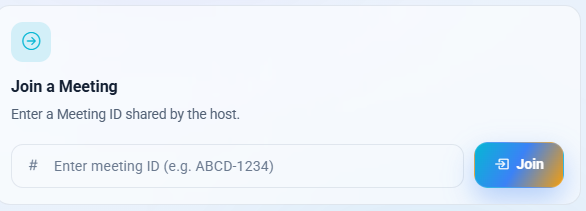 Join a Meeting
Enter a Meeting ID shared by the host.
# Enter meeting ID (e.g. ABCD-1234)
Join